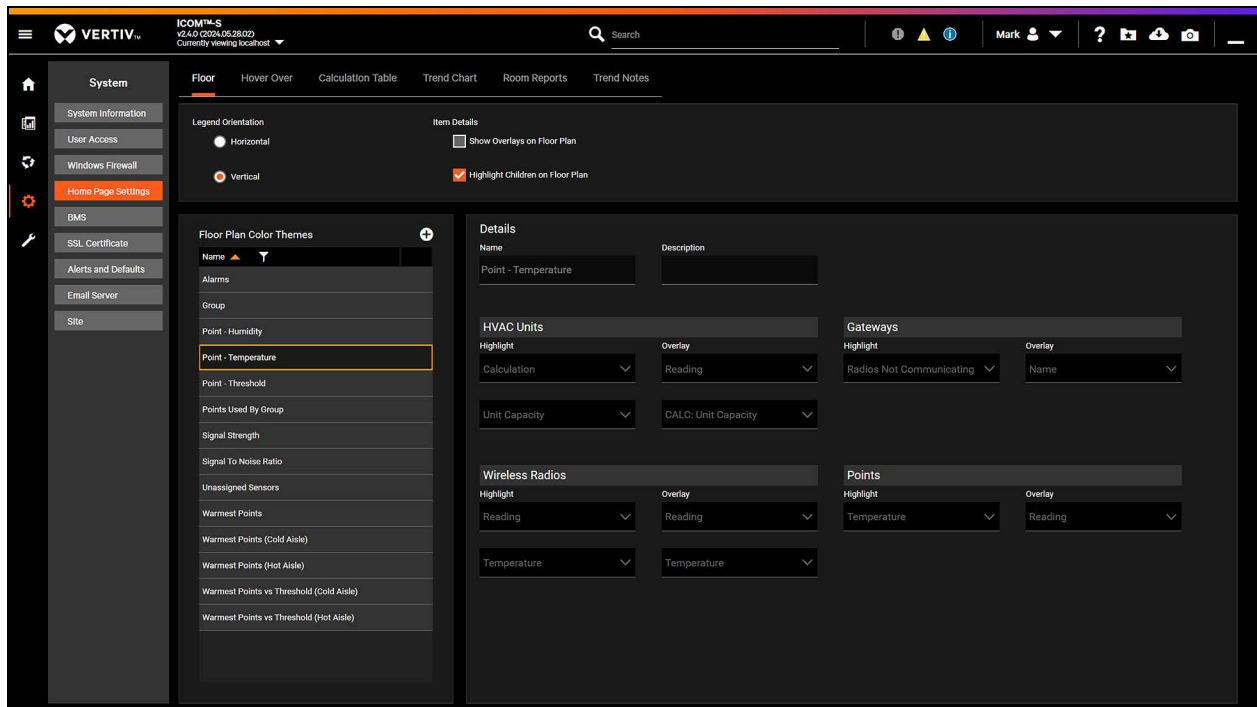 ICOM™-S
v2.4.0 (2024.05.28.02)
Currently viewing localhost
VERTIV™
Search
Mark
System
System Information
User Access
Windows Firewall
Home Page Settings
BMS
SSL Certificate
Alerts and Defaults
Email Server
Site
Floor Hover Over Calculation Table Trend Chart Room Reports Trend Notes
Legend Orientation
Horizontal
Vertical
Item Details
Show Overlays on Floor Plan
Highlight Children on Floor Plan
Floor Plan Color Themes
Name
Alarms
Group
Point - Humidity
Point - Temperature
Point - Threshold
Points Used By Group
Signal Strength
Signal To Noise Ratio
Unassigned Sensors
Warmest Points
Warmest Points (Cold Aisle)
Warmest Points (Hot Aisle)
Warmest Points vs Threshold (Cold Aisle)
Warmest Points vs Threshold (Hot Aisle)
Details
Name Description
Point - Temperature
HVAC Units
Highlight Overlay
Calculation Reading
Unit Capacity CALC: Unit Capacity
Gateways
Highlight Overlay
Radios Not Communicating Name
Wireless Radios
Highlight Overlay
Reading Reading
Temperature Temperature
Points
Highlight Overlay
Temperature Reading